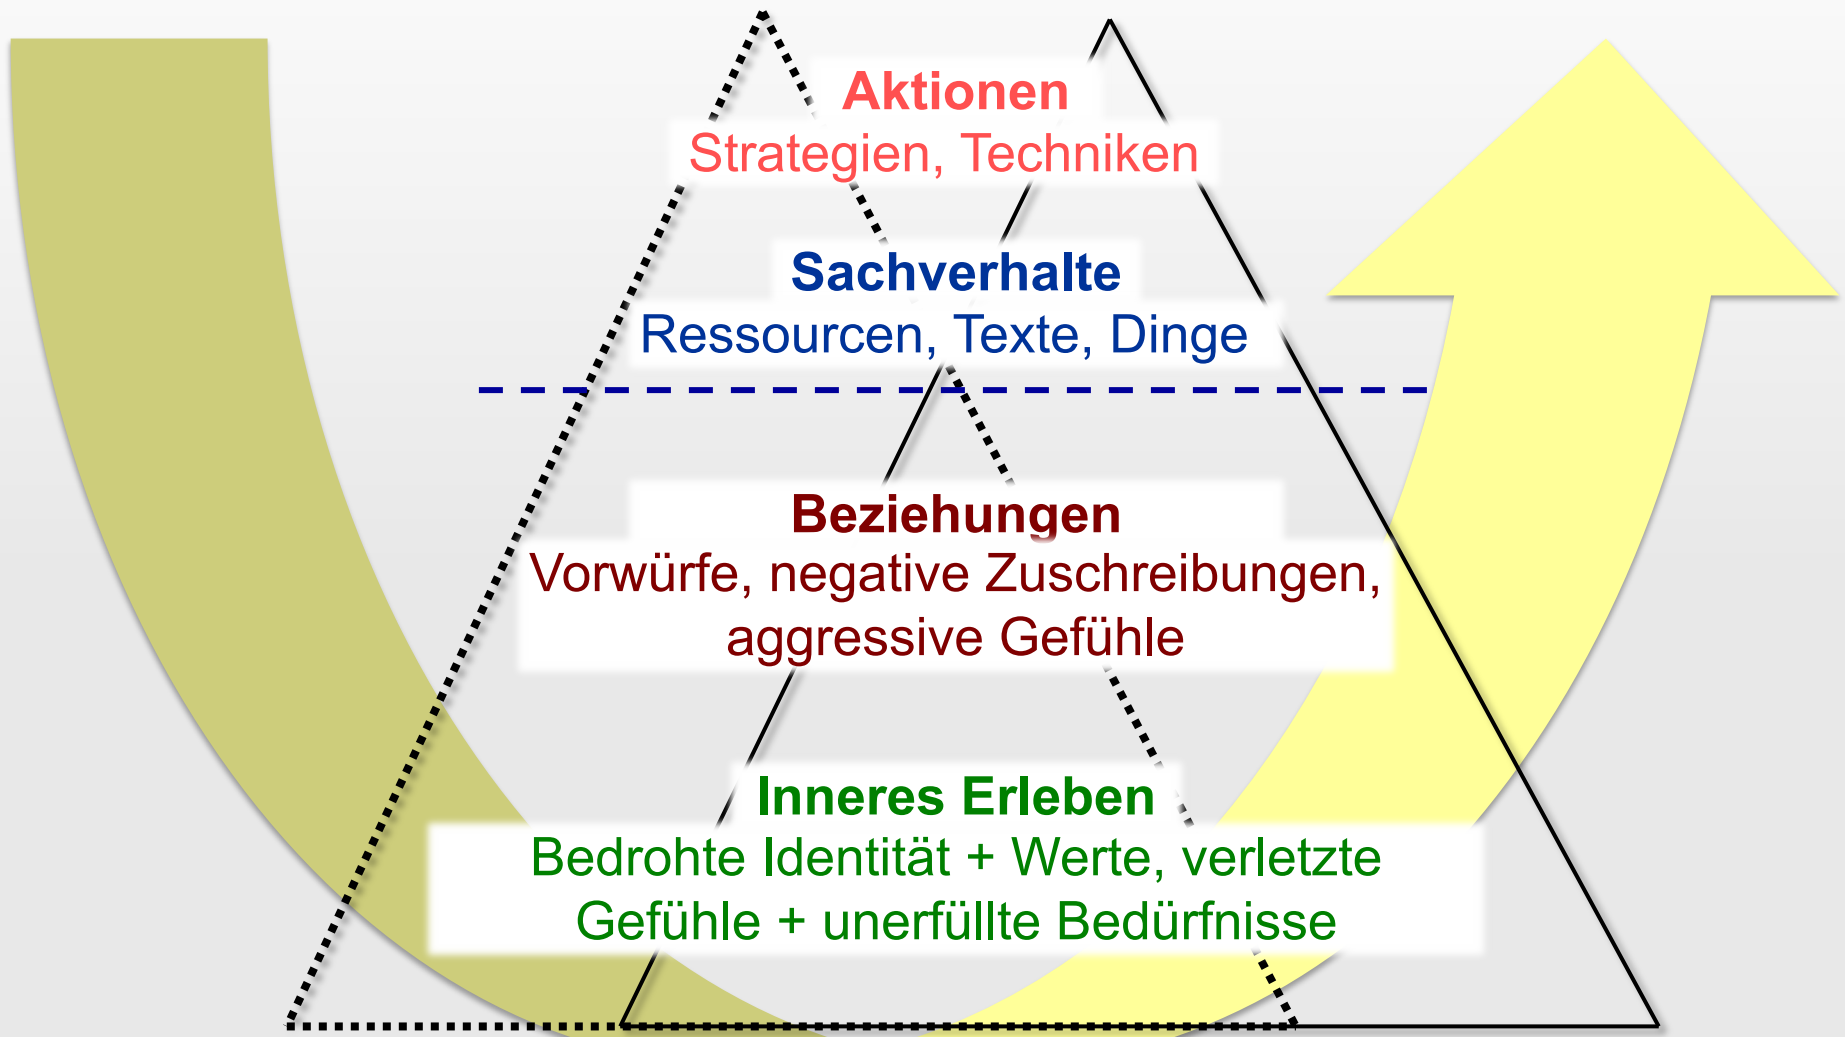 Aktionen
Strategien, Techniken
Sachverhalte
Ressourcen, Texte, Dinge
Beziehungen
Vorwürfe, negative Zuschreibungen,
aggressive Gefühle
Inneres Erleben
Bedrohte Identität + Werte, verletzte
Gefühle + unerfüllte Bedürfnisse